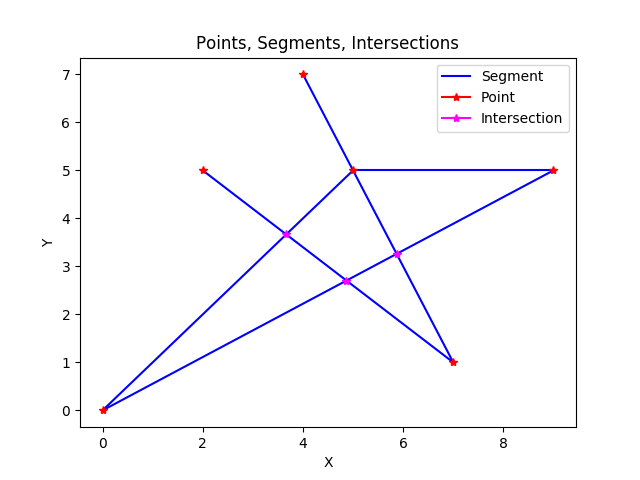 Points, Segments, Intersections
Segment
Point
Intersection
7
6
5
4
3
2
1
0
Y
0 2 4 6 8
X